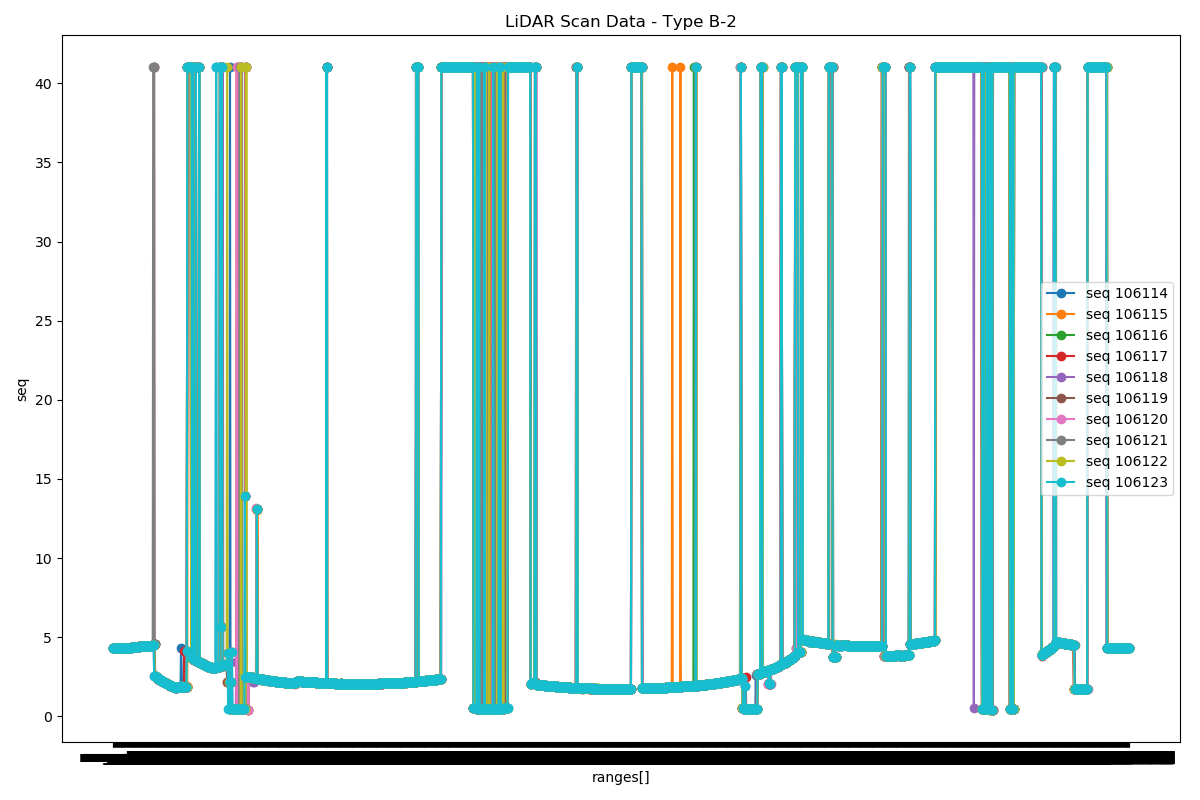 LiDAR Scan Data - Type B-2
40
35
30
25
20
15
10
5
0
seq
seq 106114
seq 106115
seq 106116
seq 106117
seq 106118
seq 106119
seq 106120
seq 106121
seq 106122
seq 106123
ranges[]